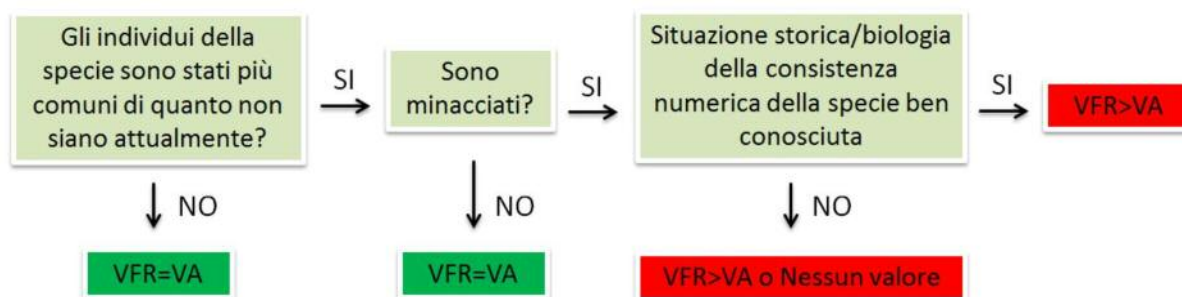 Gli individui della
specie sono stati più
comuni di quanto non
siano attualmente?
SI
Sono
minacciati?
SI
Situazione storica/biologia
della consistenza
numerica della specie ben
conosciuta
SI
VFR>VA
NO
NO
NO
VFR=VA
VFR=VA
VFR>VA o Nessun valore